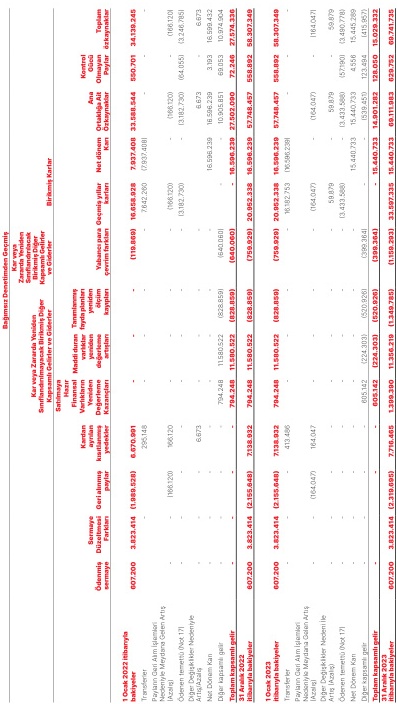 Bağımsız Denetimden Geçmiş
Kar veya Zararda Yeniden Sınıflandırılmayacak Birikmiş Diğer Kapsamlı Gelirler ve Giderler
Kar veya Zararda Yeniden Sınıflandırılacak Birikmiş Diğer Kapsamlı Gelirler ve Giderler
Birikmiş Karlar
Ödenmiş sermaye
Sermaye Düzeltmesi Farkları
Geri alınmış paylar
Kardan ayrılan kısıtlanmış yedekler
Satılmaya Hazır Finansal Varlıkların Yeniden Değerleme Kazançları
Maddi duran varlıklar yeniden değerleme artışları
Tanımlanmış fayda planları yeniden ölçüm kayıpları
Yabancı para çevrim farkları
Geçmiş yıllar karları
Net dönem Karı
Ana Ortaklığa Ait Özkaynaklar
Kontrol Gücü Olmayan Paylar
Toplam özkaynaklar
1 Ocak 2022 itibarıyla bakiyeler 607.200 3.823.414 (1.989.528) 6.670.991 - - - (119.869) 16.658.928 7.937.408 33.588.544 550.701 34.139.245
Transferler - - - 295.148 - - - - 7.642.260 (7.937.408) - - -
Payların Geri Alım İşlemleri Nedeniyle Meydana Gelen Artış (Azalış) - - (166.120) 166.120 - - - - (166.120) - (166.120) - (166.120)
Ödenen temettü (Not 17) - - - - - - - - (3.182.730) - (3.182.730) (64.055) (3.246.785)
Diğer Değişiklikler Nedeniyle Artış/Azalış - - - 6.673 - - - - - - 6.673 - 6.673
Net Dönem Karı - - - - - - - - - 16.596.239 16.596.239 3.193 16.599.432
Diğer kapsamlı gelir - - - - 794.248 11.580.522 (828.859) (640.060) - - 10.905.851 69.053 10.974.904
Toplam kapsamlı gelir - - - - 794.248 11.580.522 (828.859) (640.060) - 16.596.239 27.502.090 72.246 27.574.336
31 Aralık 2022 itibarıyla bakiyeler 607.200 3.823.414 (2.155.648) 7.138.932 794.248 11.580.522 (828.859) (759.929) 20.952.338 16.596.239 57.748.457 558.892 58.307.349
1 Ocak 2023 itibarıyla bakiyeler 607.200 3.823.414 (2.155.648) 7.138.932 794.248 11.580.522 (828.859) (759.929) 20.952.338 16.596.239 57.748.457 558.892 58.307.349
Transferler - - - 413.486 - - - - 16.182.753 (16.596.239) - - -
Payların Geri Alım İşlemleri Nedeniyle Meydana Gelen Artış (Azalış) - - (164.047) 164.047 - - - - (164.047) - (164.047) - (164.047)
Diğer Değişiklikler Nedeni İle Artış (Azalış) - - - - - - - - 59.879 - 59.879 - 59.879
Ödenen temettü (Not 17) - - - - - - - - (3.433.588) - (3.433.588) (57.190) (3.490.778)
Net Dönem Karı - - - - - - - - - 15.440.733 15.440.733 4.556 15.445.289
Diğer kapsamlı gelir - - - - 605.142 (224.303) (520.926) (399.364) - - (539.451) 123.494 (415.957)
Toplam kapsamlı gelir - - - - 605.142 (224.303) (520.926) (399.364) - 15.440.733 14.901.282 128.050 15.029.332
31 Aralık 2023 itibarıyla bakiyeler 607.200 3.823.414 (2.319.695) 7.716.465 1.399.390 11.356.219 (1.349.785) (1.159.293) 33.597.335 15.440.733 69.111.983 629.752 69.741.735